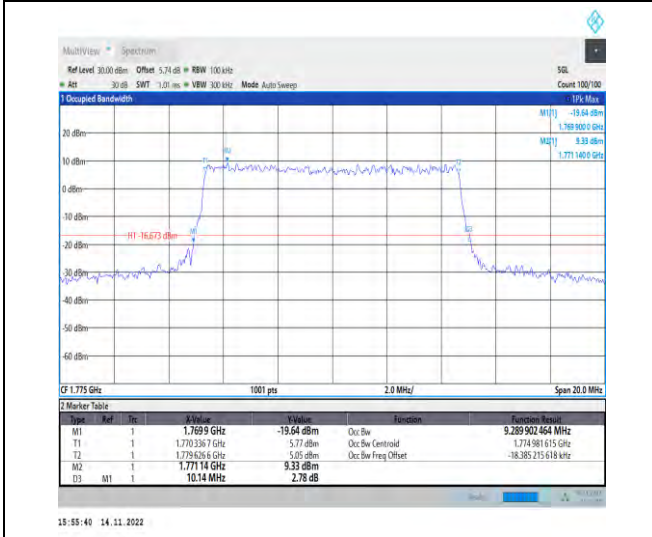 MultiView Spectrum
Ref Level 30.00 dBm Offset 5.74 dB RBW 100 kHz SGL
Att 30 dB SWT 1.01 ms VBW 300 kHz Mode Auto Sweep Count 100/100
1 Occupied Bandwidth 1Pk Max
M1[1] -19.64 dBm
1.769 900 0 GHz
M2[1] 9.33 dBm
1.771 140 0 GHz
20 dBm
10 dBm
0 dBm
-10 dBm
H1 -16.673 dBm
-20 dBm
-30 dBm
-40 dBm
-50 dBm
-60 dBm
T1
M2
T2
M1
D3
CF 1.775 GHz 1001 pts 2.0 MHz/ Span 20.0 MHz
2 Marker Table
Type Ref Trc X-Value Y-Value Function Function Result
M1 1 1.769 9 GHz -19.64 dBm Occ Bw 9.289 902 464 MHz
T1 1 1.770 336 7 GHz 5.77 dBm Occ Bw Centroid 1.774 981 615 GHz
T2 1 1.779 626 6 GHz 5.05 dBm Occ Bw Freq Offset -18.385 215 618 kHz
M2 1 1.771 14 GHz 9.33 dBm
D3 M1 1 10.14 MHz 2.78 dB
15:55:40 14.11.2022